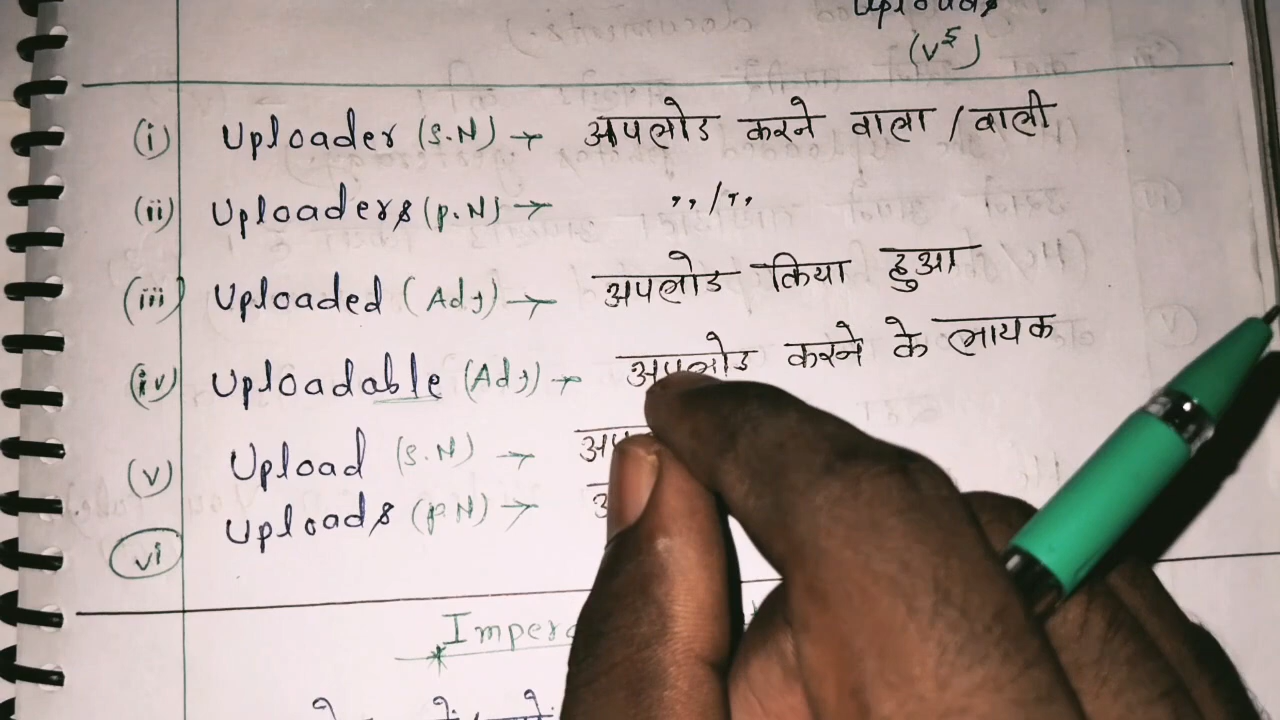 (v⁵)
(i) Uploader (S.N) → अपलोड करने वाला / वाली
(ii) Uploaders (p.N) → ,, / ,,
(iii) Uploaded (Adj) → अपलोड किया हुआ
(iv) Uploadable (Adj) → अपलोड करने के लायक
(v) Upload (S.N) →
(vi) Uploads (p N) →